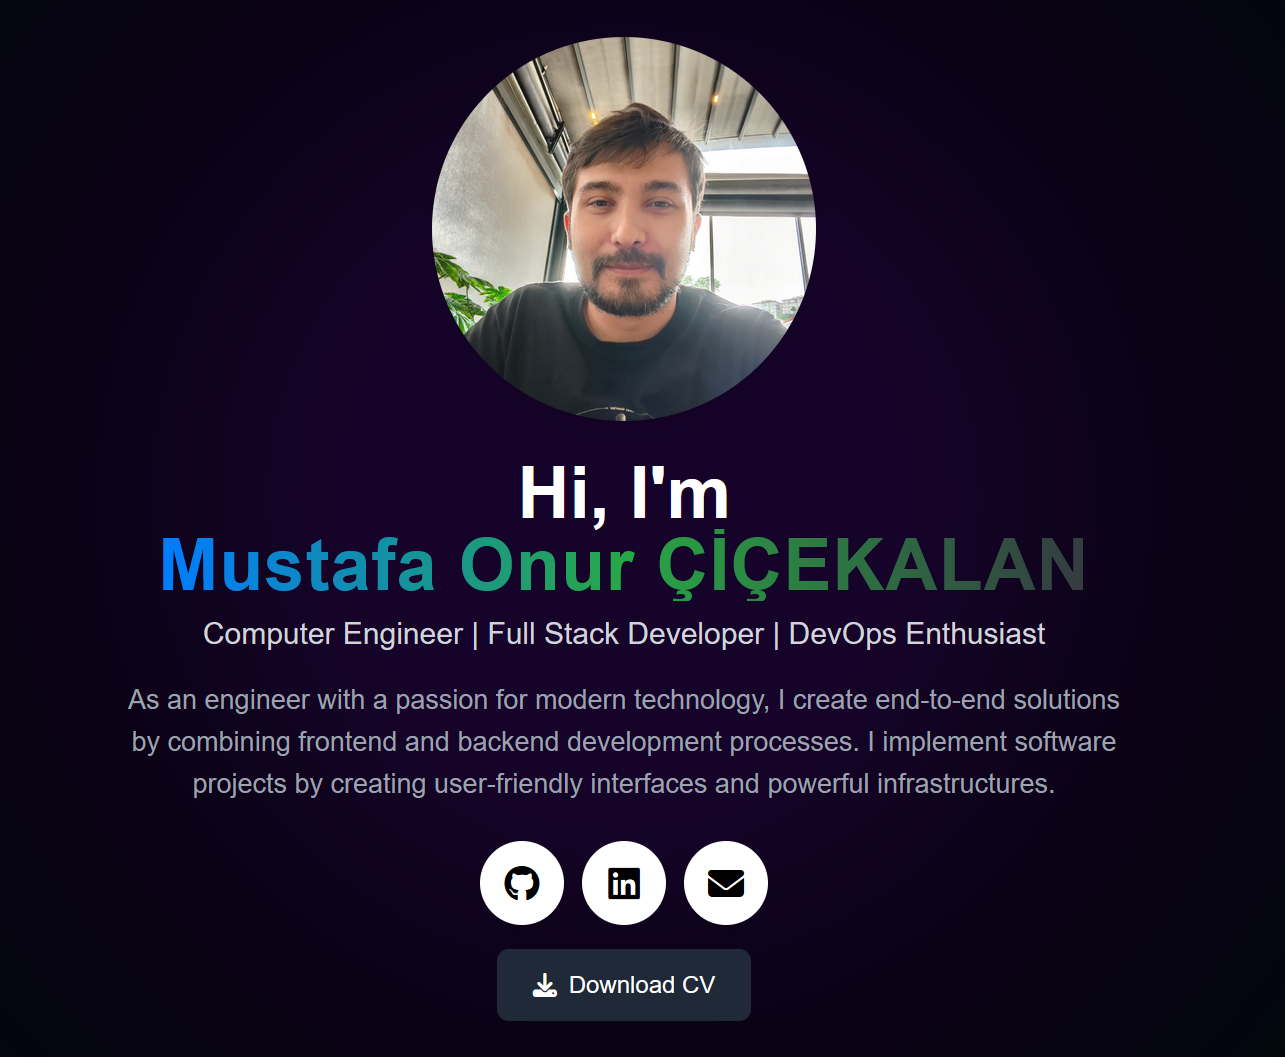 Hi, I'm
Mustafa Onur ÇİÇEKALAN
Computer Engineer | Full Stack Developer | DevOps Enthusiast
As an engineer with a passion for modern technology, I create end-to-end solutions
by combining frontend and backend development processes. I implement software
projects by creating user-friendly interfaces and powerful infrastructures.
in
Download CV